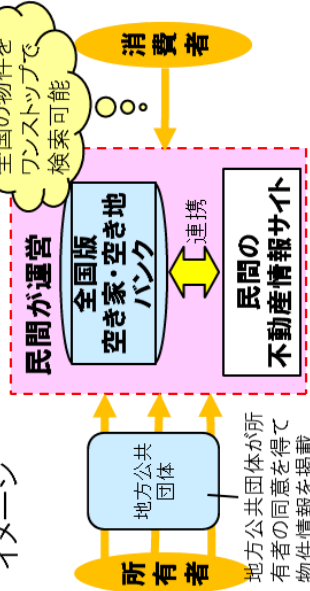 イメージ
所有者
地方公共
団体
地方公共団体が所
有者の同意を得て
物件情報を掲載
民間が運営
全国版
空き家・空き地
バンク
連携
民間の
不動産情報サイト
全国の物件を
ワンストップで
検索可能
消費者